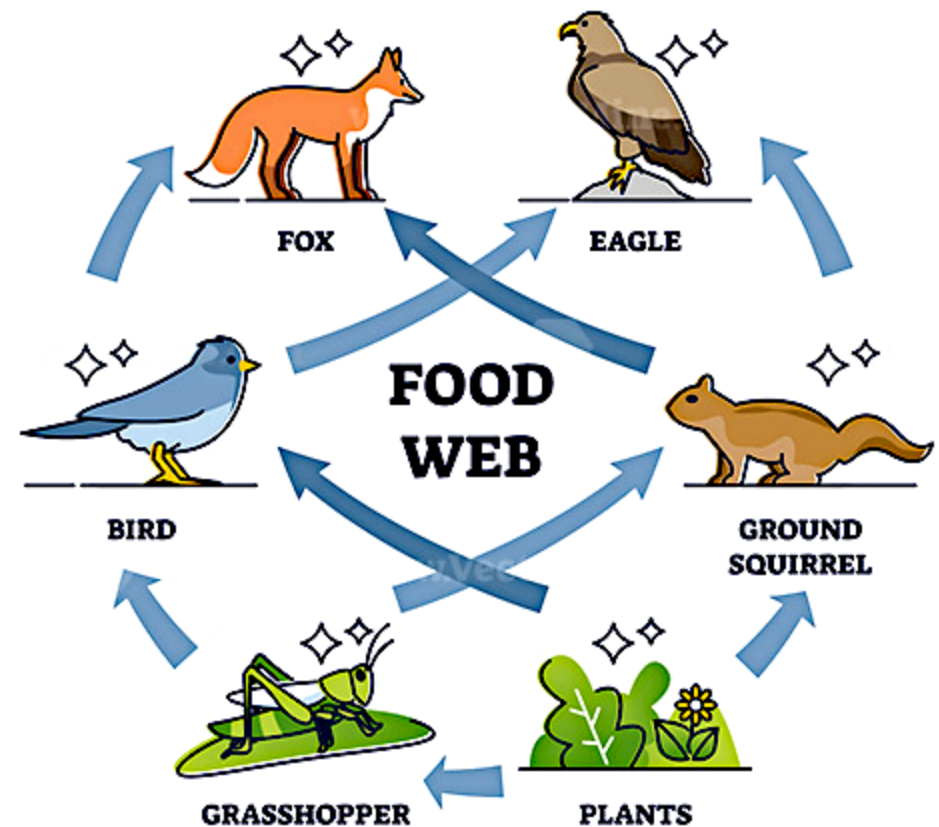 FOX
EAGLE
FOOD
WEB
BIRD
GROUND
SQUIRREL
GRASSHOPPER
PLANTS